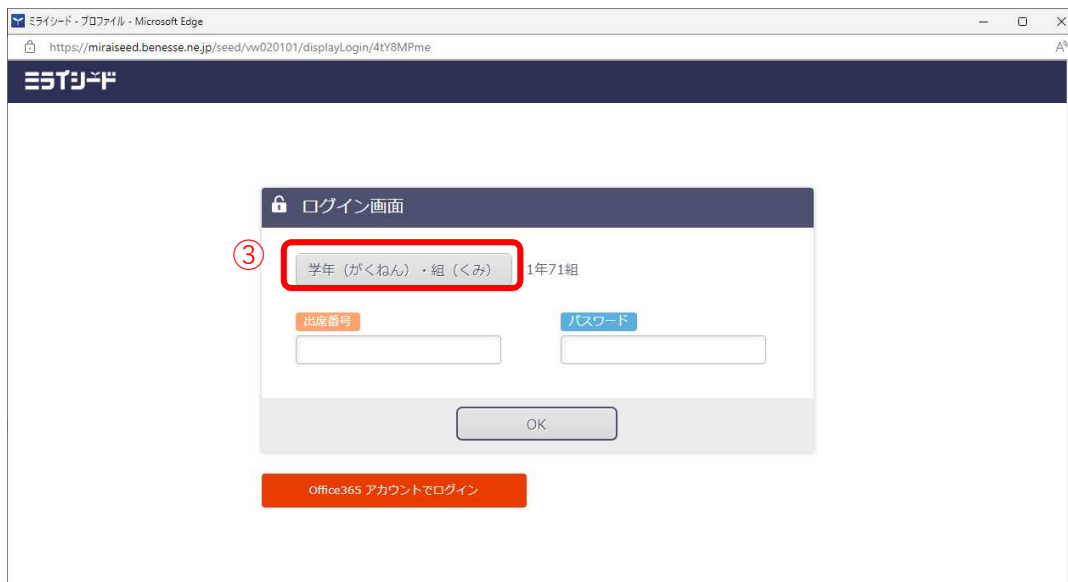 ミライシード - プロファイル - Microsoft Edge
https://miraiseed.benesse.ne.jp/seed/vw020101/displayLogin/4tY8MPme
ミライシード
ログイン画面
③ 学年（がくねん）・組（くみ） 1年71組
出席番号 パスワード
OK
Office365 アカウントでログイン